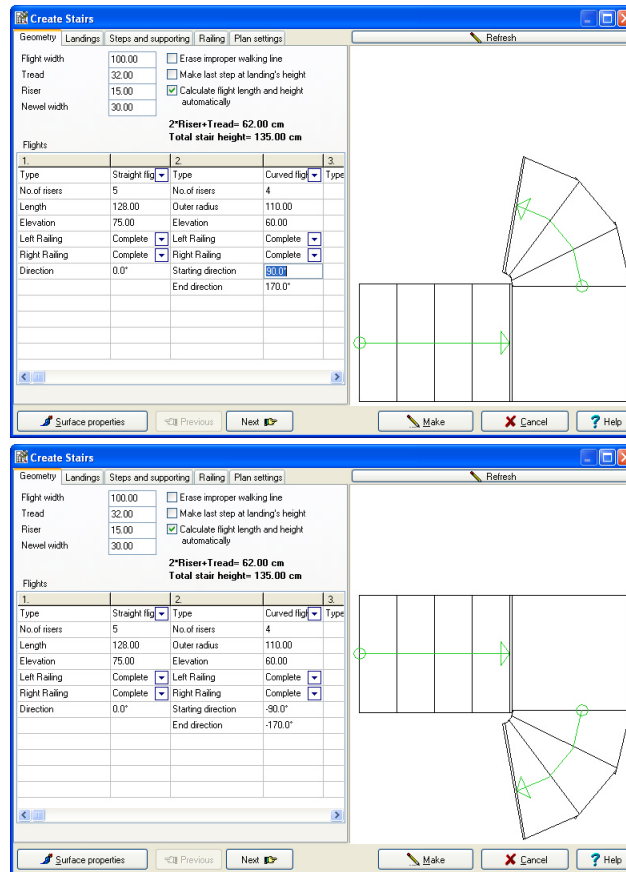 Create Stairs
Geometry Landings Steps and supporting Railing Plan settings Refresh
Flight width 100.00 Erase improper walking line
Tread 32.00 Make last step at landing's height
Riser 15.00 Calculate flight length and height
automatically
Newel width 30.00
2*Riser+Tread= 62.00 cm
Total stair height= 135.00 cm
Flights
1. 2. 3.
Type Straight flig Type Curved fligl Type
No.of risers 5 No.of risers 4
Length 128.00 Outer radius 110.00
Elevation 75.00 Elevation 60.00
Left Railing Complete Left Railing Complete
Right Railing Complete Right Railing Complete
Direction 0.0° Starting direction 90.0°
End direction 170.0°
Surface properties Previous Next Make Cancel Help
Create Stairs
Geometry Landings Steps and supporting Railing Plan settings Refresh
Flight width 100.00 Erase improper walking line
Tread 32.00 Make last step at landing's height
Riser 15.00 Calculate flight length and height
automatically
Newel width 30.00
2*Riser+Tread= 62.00 cm
Total stair height= 135.00 cm
Flights
1. 2. 3.
Type Straight flig Type Curved fligl Type
No.of risers 5 No.of risers 4
Length 128.00 Outer radius 110.00
Elevation 75.00 Elevation 60.00
Left Railing Complete Left Railing Complete
Right Railing Complete Right Railing Complete
Direction 0.0° Starting direction -90.0°
End direction -170.0°
Surface properties Previous Next Make Cancel Help